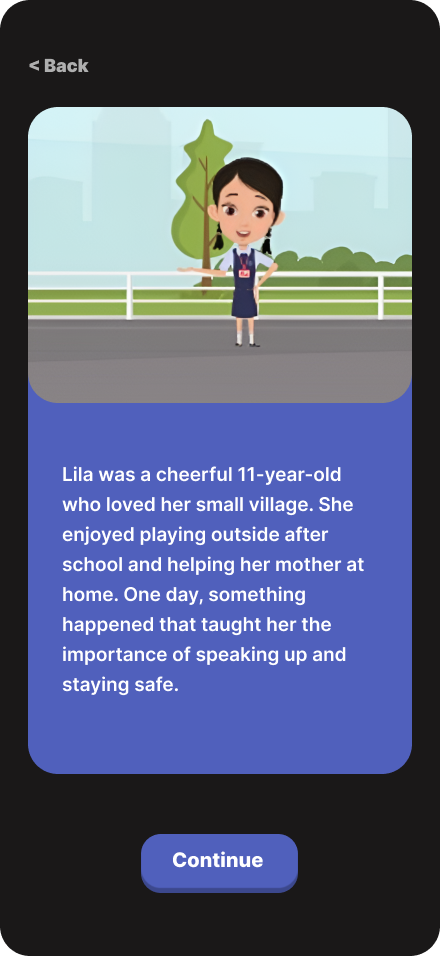 < Back
Lila was a cheerful 11-year-old
who loved her small village. She
enjoyed playing outside after
school and helping her mother at
home. One day, something
happened that taught her the
importance of speaking up and
staying safe.
Continue